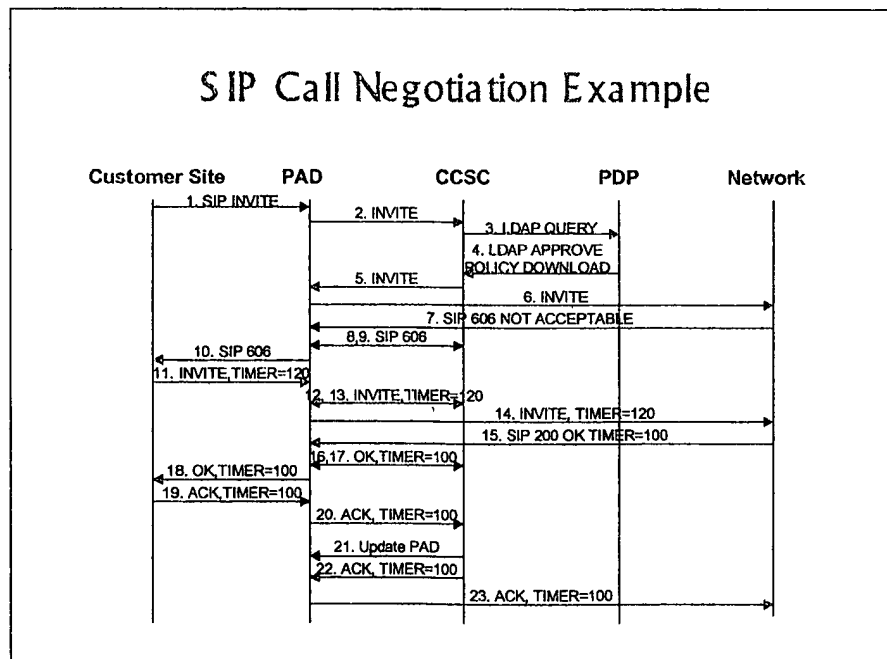 SIP Call Negotiation Example
Customer Site PAD CCSC PDP Network
1. SIP INVITE
2. INVITE
3. LDAP QUERY
4. LDAP APPROVE
POLICY DOWNLOAD
5. INVITE
6. INVITE
7. SIP 606 NOT ACCEPTABLE
8,9. SIP 606
10. SIP 606
11. INVITE,TIMER=120
12, 13. INVITE,TIMER=120
14. INVITE, TIMER=120
15. SIP 200 OK TIMER=100
16,17. OK,TIMER=100
18. OK,TIMER=100
19. ACK,TIMER=100
20. ACK, TIMER=100
21. Update PAD
22. ACK, TIMER=100
23. ACK, TIMER=100